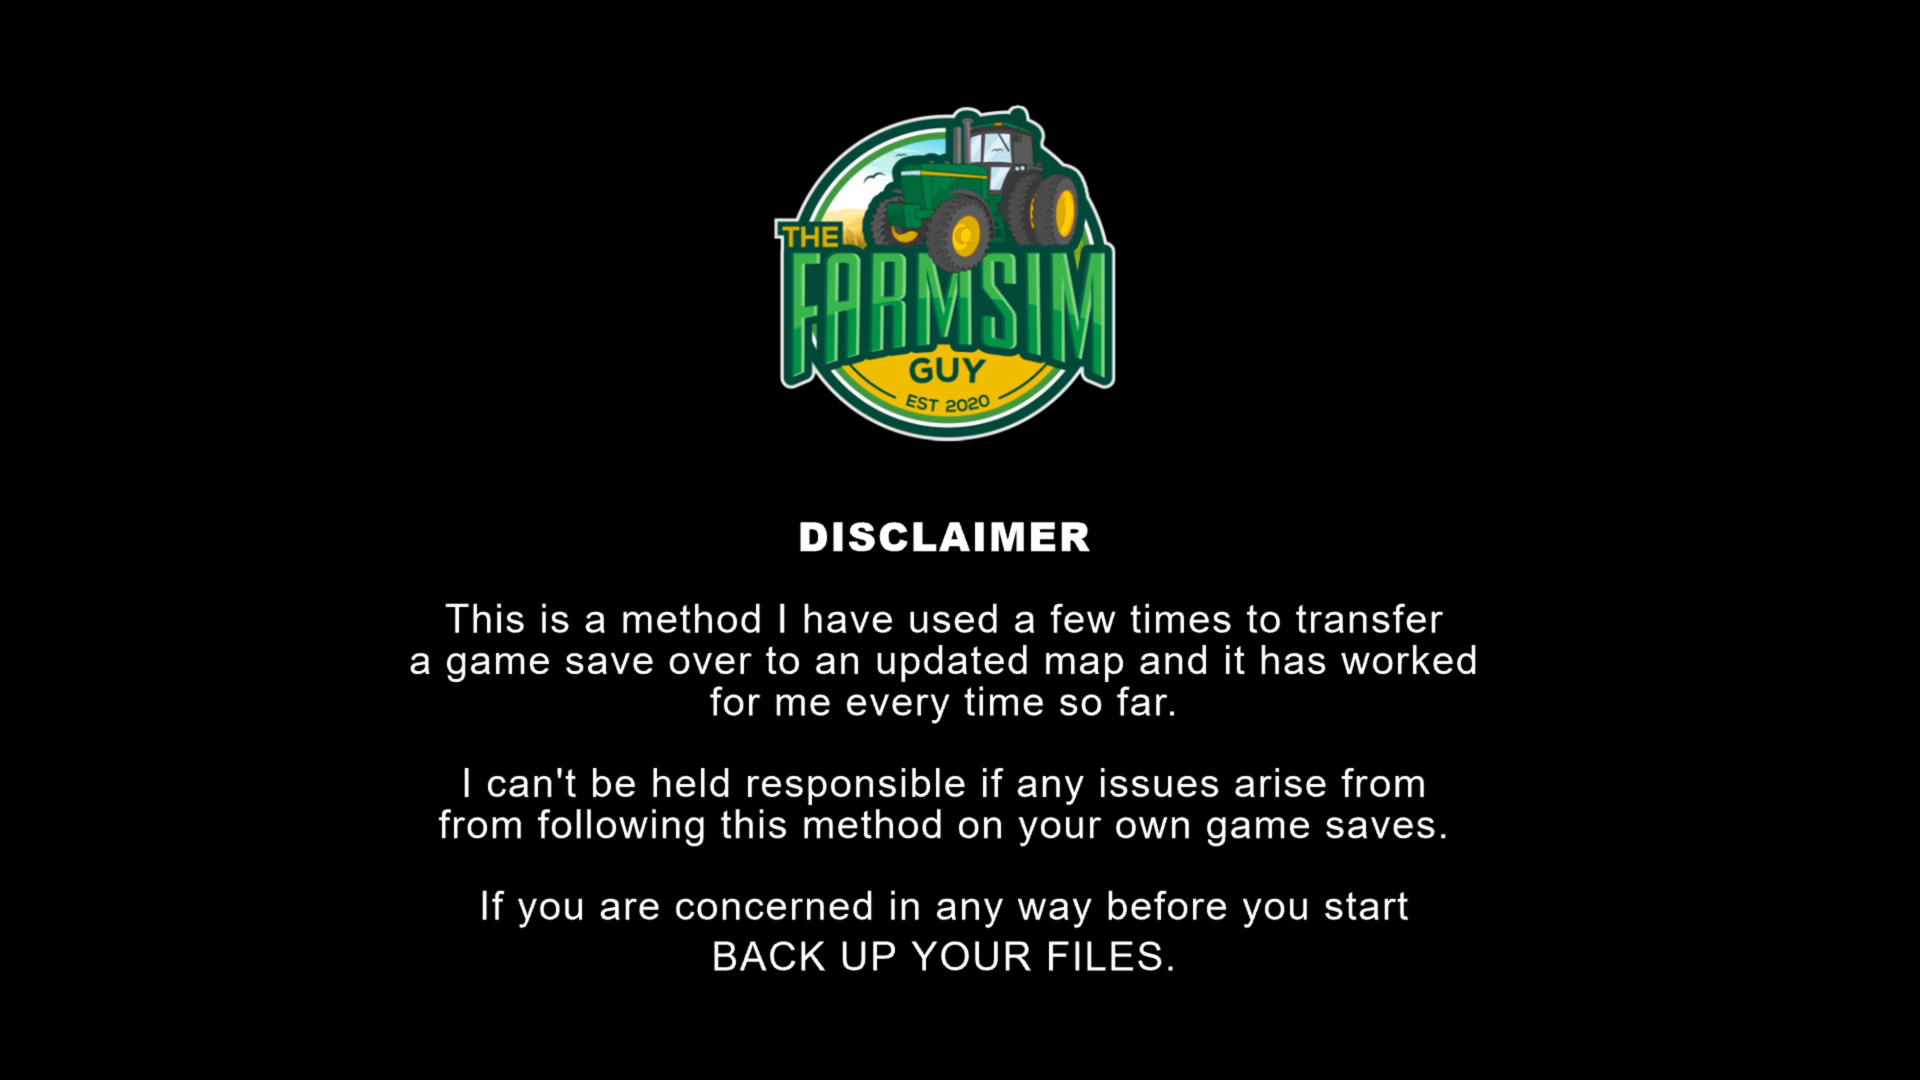 THE
FARMSIM
GUY
EST 2020
DISCLAIMER
This is a method I have used a few times to transfer
a game save over to an updated map and it has worked
for me every time so far.
I can't be held responsible if any issues arise from
from following this method on your own game saves.
If you are concerned in any way before you start
BACK UP YOUR FILES.